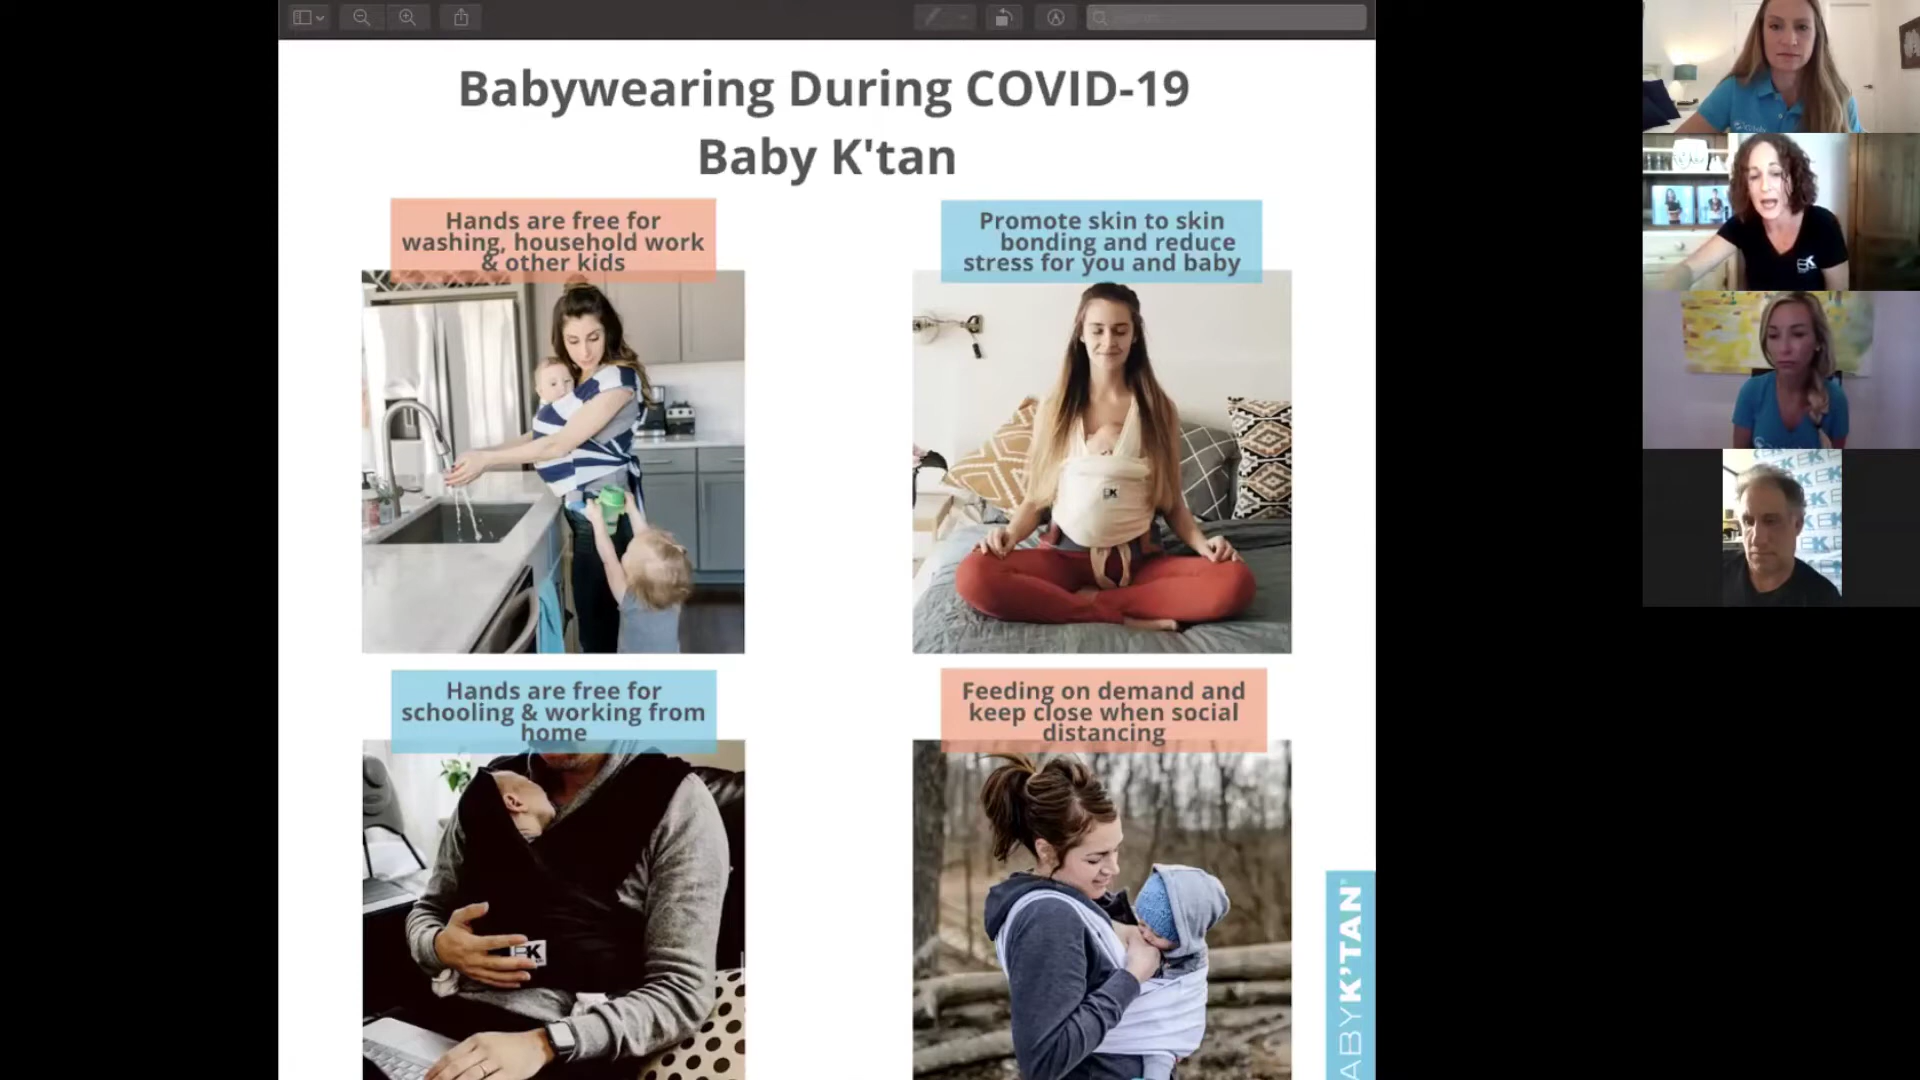 Babywearing During COVID-19
Baby K'tan
Hands are free for
washing, household work
& other kids
Promote skin to skin
bonding and reduce
stress for you and baby
Hands are free for
schooling & working from
home
Feeding on demand and
keep close when social
distancing
ABYK'TAN